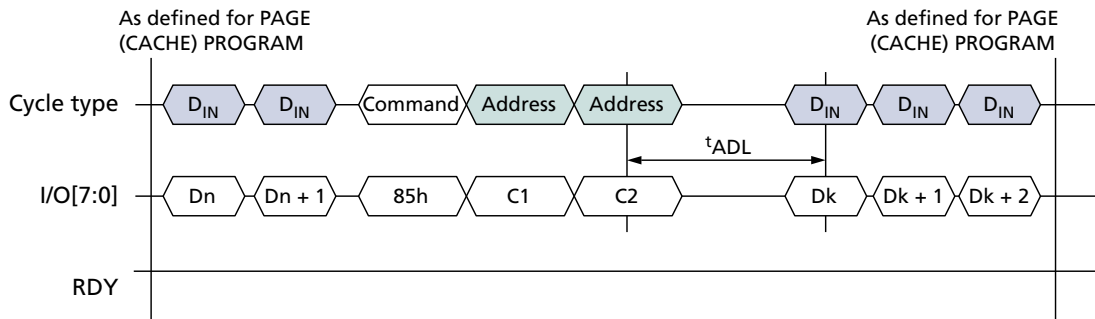 As defined for PAGE
(CACHE) PROGRAM
As defined for PAGE
(CACHE) PROGRAM
Cycle type
DIN
DIN
Command
Address
Address
DIN
DIN
DIN
tADL
I/O[7:0]
Dn
Dn + 1
85h
C1
C2
Dk
Dk + 1
Dk + 2
RDY